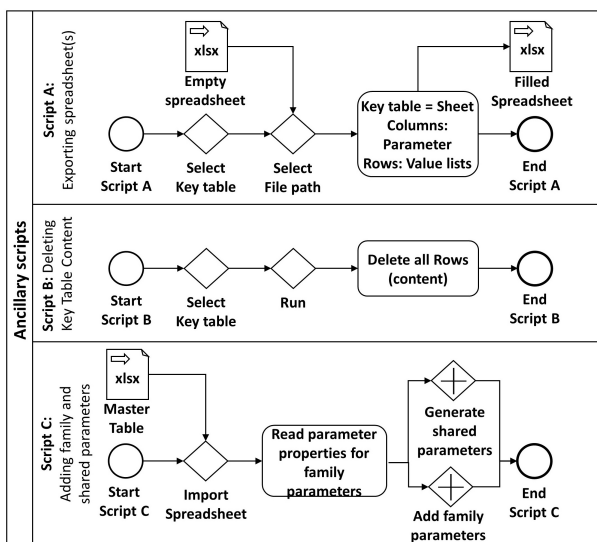 Ancillary scripts
Script A:
Exporting spreadsheet(s)
xlsx
Empty
spreadsheet
xlsx
Filled
Spreadsheet
Start
Script A
Select
Key table
Select
File path
Key table = Sheet
Columns:
Parameter
Rows: Value lists
End
Script A
Script B: Deleting
Key Table Content
Start
Script B
Select
Key table
Run
Delete all Rows
(content)
End
Script B
Script C:
Adding family and
shared parameters
xlsx
Master
Table
Start
Script C
Import
Spreadsheet
Read parameter
properties for
family
parameters
Generate
shared
parameters
Add family
parameters
End
Script C